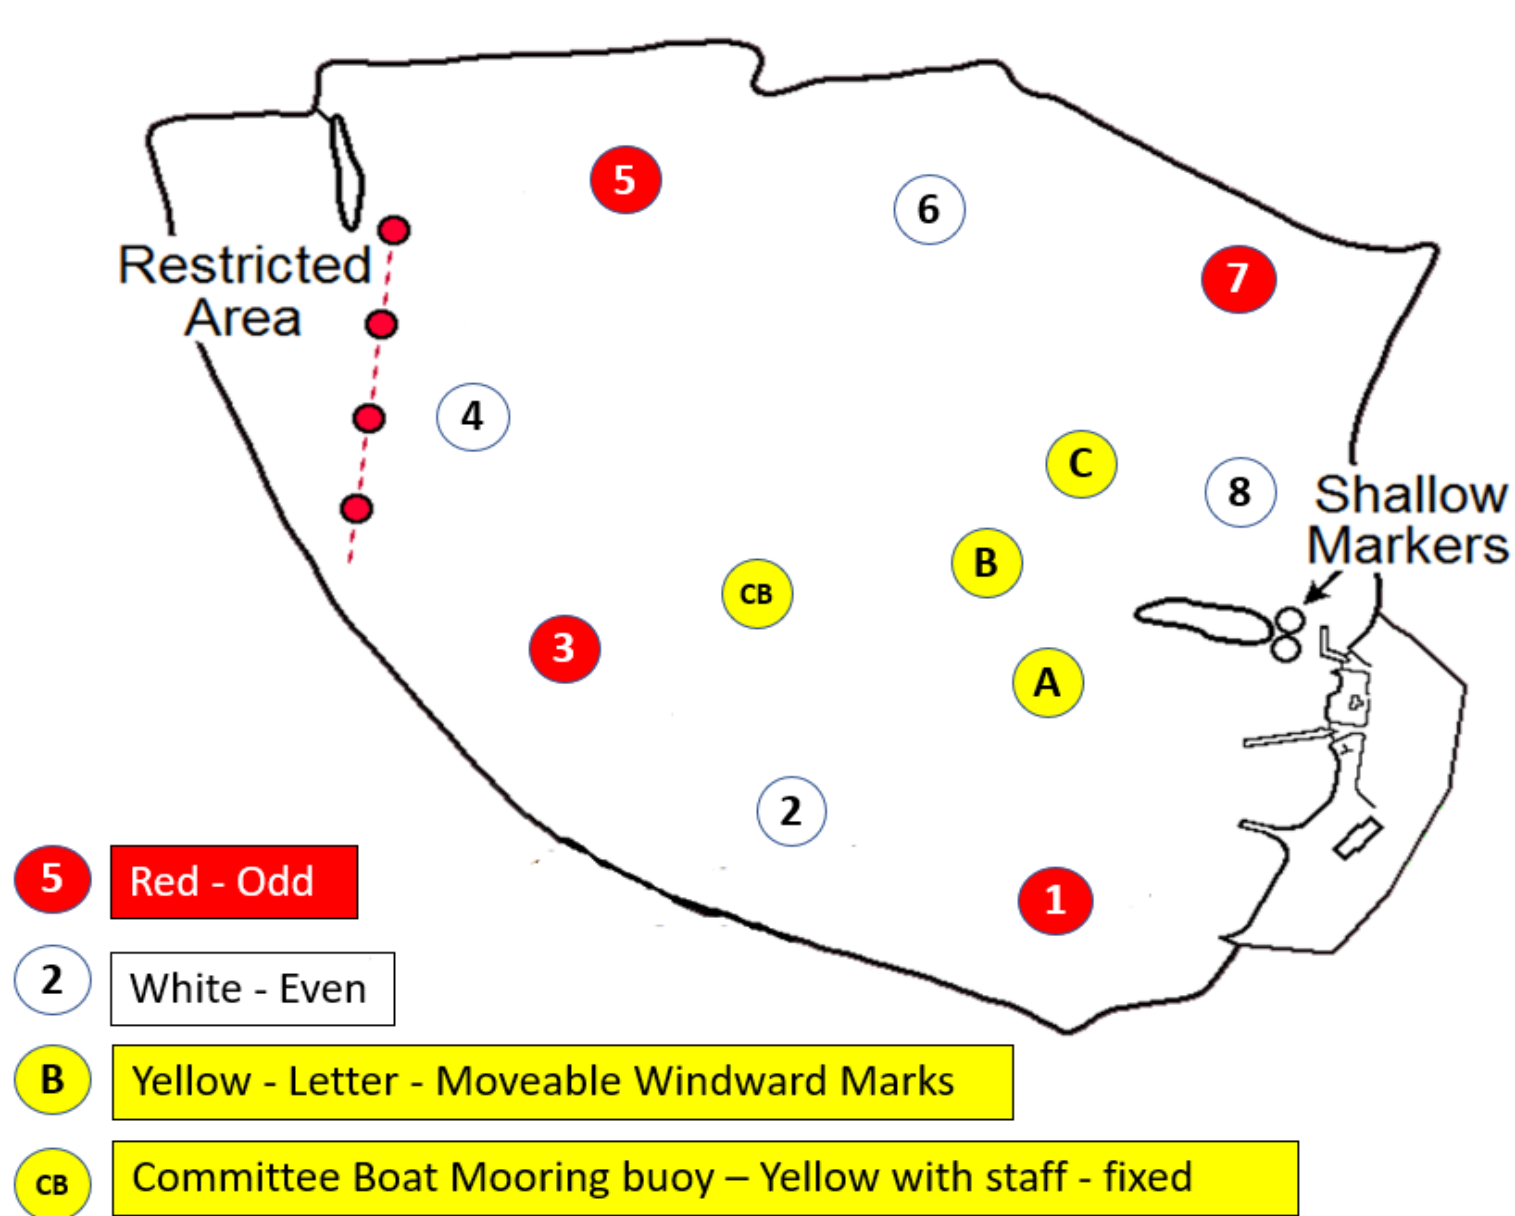 5
6
Restricted
Area
7
4
C
8
Shallow
Markers
B
CB
3
A
2
1
5 Red - Odd
2 White - Even
B Yellow - Letter - Moveable Windward Marks
CB Committee Boat Mooring buoy – Yellow with staff - fixed